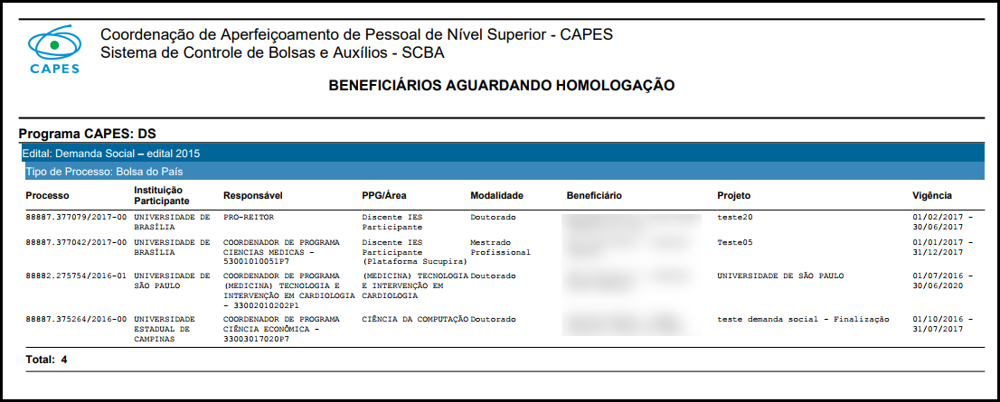 CAPES
Coordenação de Aperfeiçoamento de Pessoal de Nível Superior - CAPES
Sistema de Controle de Bolsas e Auxílios - SCBA
BENEFICIÁRIOS AGUARDANDO HOMOLOGAÇÃO
Programa CAPES: DS
Edital: Demanda Social – edital 2015
Tipo de Processo: Bolsa do País
Processo Instituição Participante Responsável PPG/Área Modalidade Beneficiário Projeto Vigência
88887.377079/2017-00 UNIVERSIDADE DE PRO-REITOR Discente IES Doutorado teste20 01/02/2017 -
BRASÍLIA Participante 30/06/2017
88887.377042/2017-00 UNIVERSIDADE DE COORDENADOR DE PROGRAMA Discente IES Mestrado Teste05 01/01/2017 -
BRASÍLIA CIENCIAS MEDICAS - Participante Profissional 31/12/2017
53001010051P7 (Plataforma Sucupira)
88882.275754/2016-01 UNIVERSIDADE DE COORDENADOR DE PROGRAMA (MEDICINA) TECNOLOGIA Doutorado UNIVERSIDADE DE SÃO PAULO 01/07/2016 -
SÃO PAULO (MEDICINA) TECNOLOGIA E E INTERVENÇÃO EM 30/06/2020
INTERVENÇÃO EM CARDIOLOGIA CARDIOLOGIA
- 33002010202P1
88887.375264/2016-00 UNIVERSIDADE COORDENADOR DE PROGRAMA CIÊNCIA DA COMPUTAÇÃO Doutorado teste demanda social - Finalização 01/10/2016 -
ESTADUAL DE CIÊNCIA ECONÔMICA - 31/07/2017
CAMPINAS 33003017020P7
Total: 4